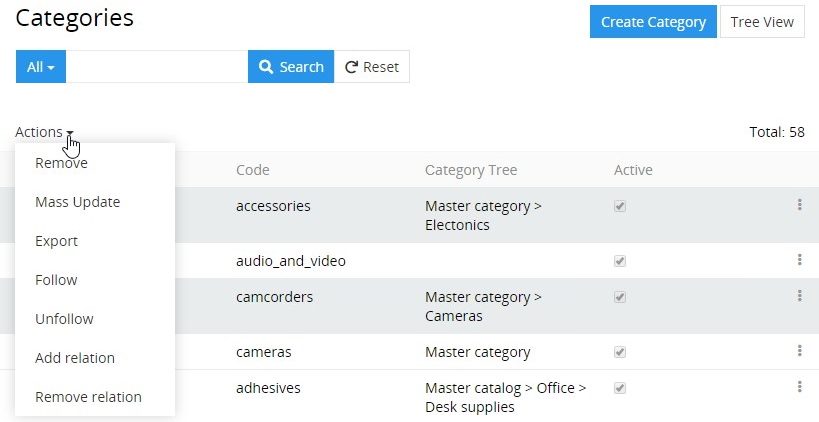 Categories
Create Category
Tree View
All
Search
Reset
Actions
Total: 58
Remove
Mass Update
Export
Follow
Unfollow
Add relation
Remove relation
Code
Category Tree
Active
accessories
Master category >
Electonics
audio_and_video
camcorders
Master category >
Cameras
cameras
Master category
adhesives
Master catalog > Office >
Desk supplies